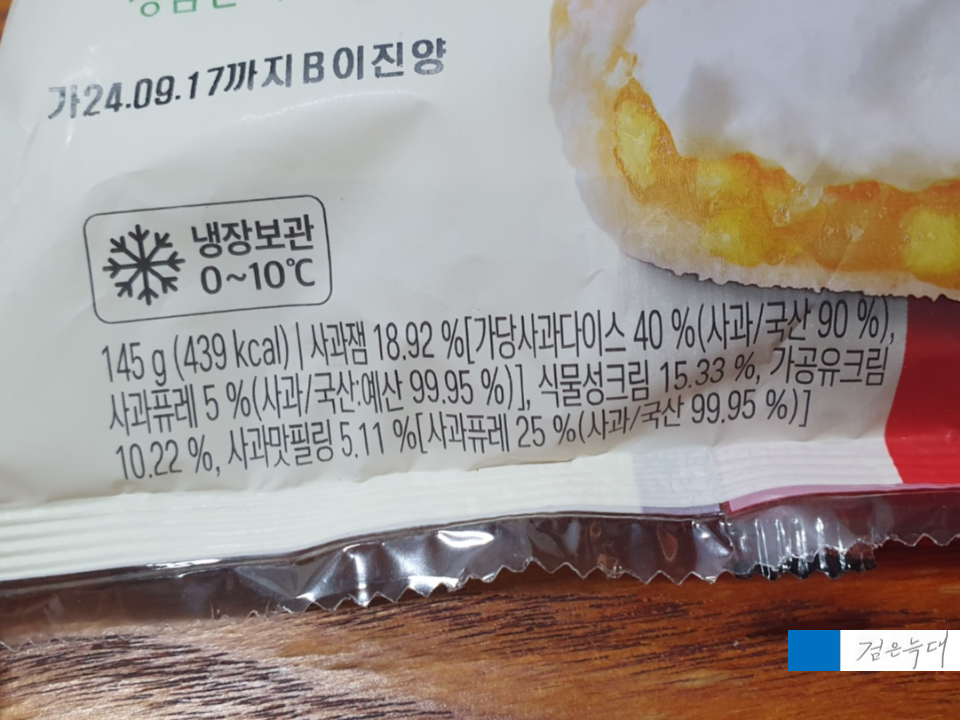 가24.09.17까지B이진양
냉장보관
0~10℃
145 g (439 kcal) | 사과잼 18.92 %[가당사과다이스 40 %(사과/국산 90 %),
사과퓨레 5 %(사과/국산:예산 99.95 %)], 식물성크림 15.33 %, 가공유크림
10.22 %, 사과맛필링 5.11 %[사과퓨레 25 %(사과/국산 99.95 %)]
검은늑대